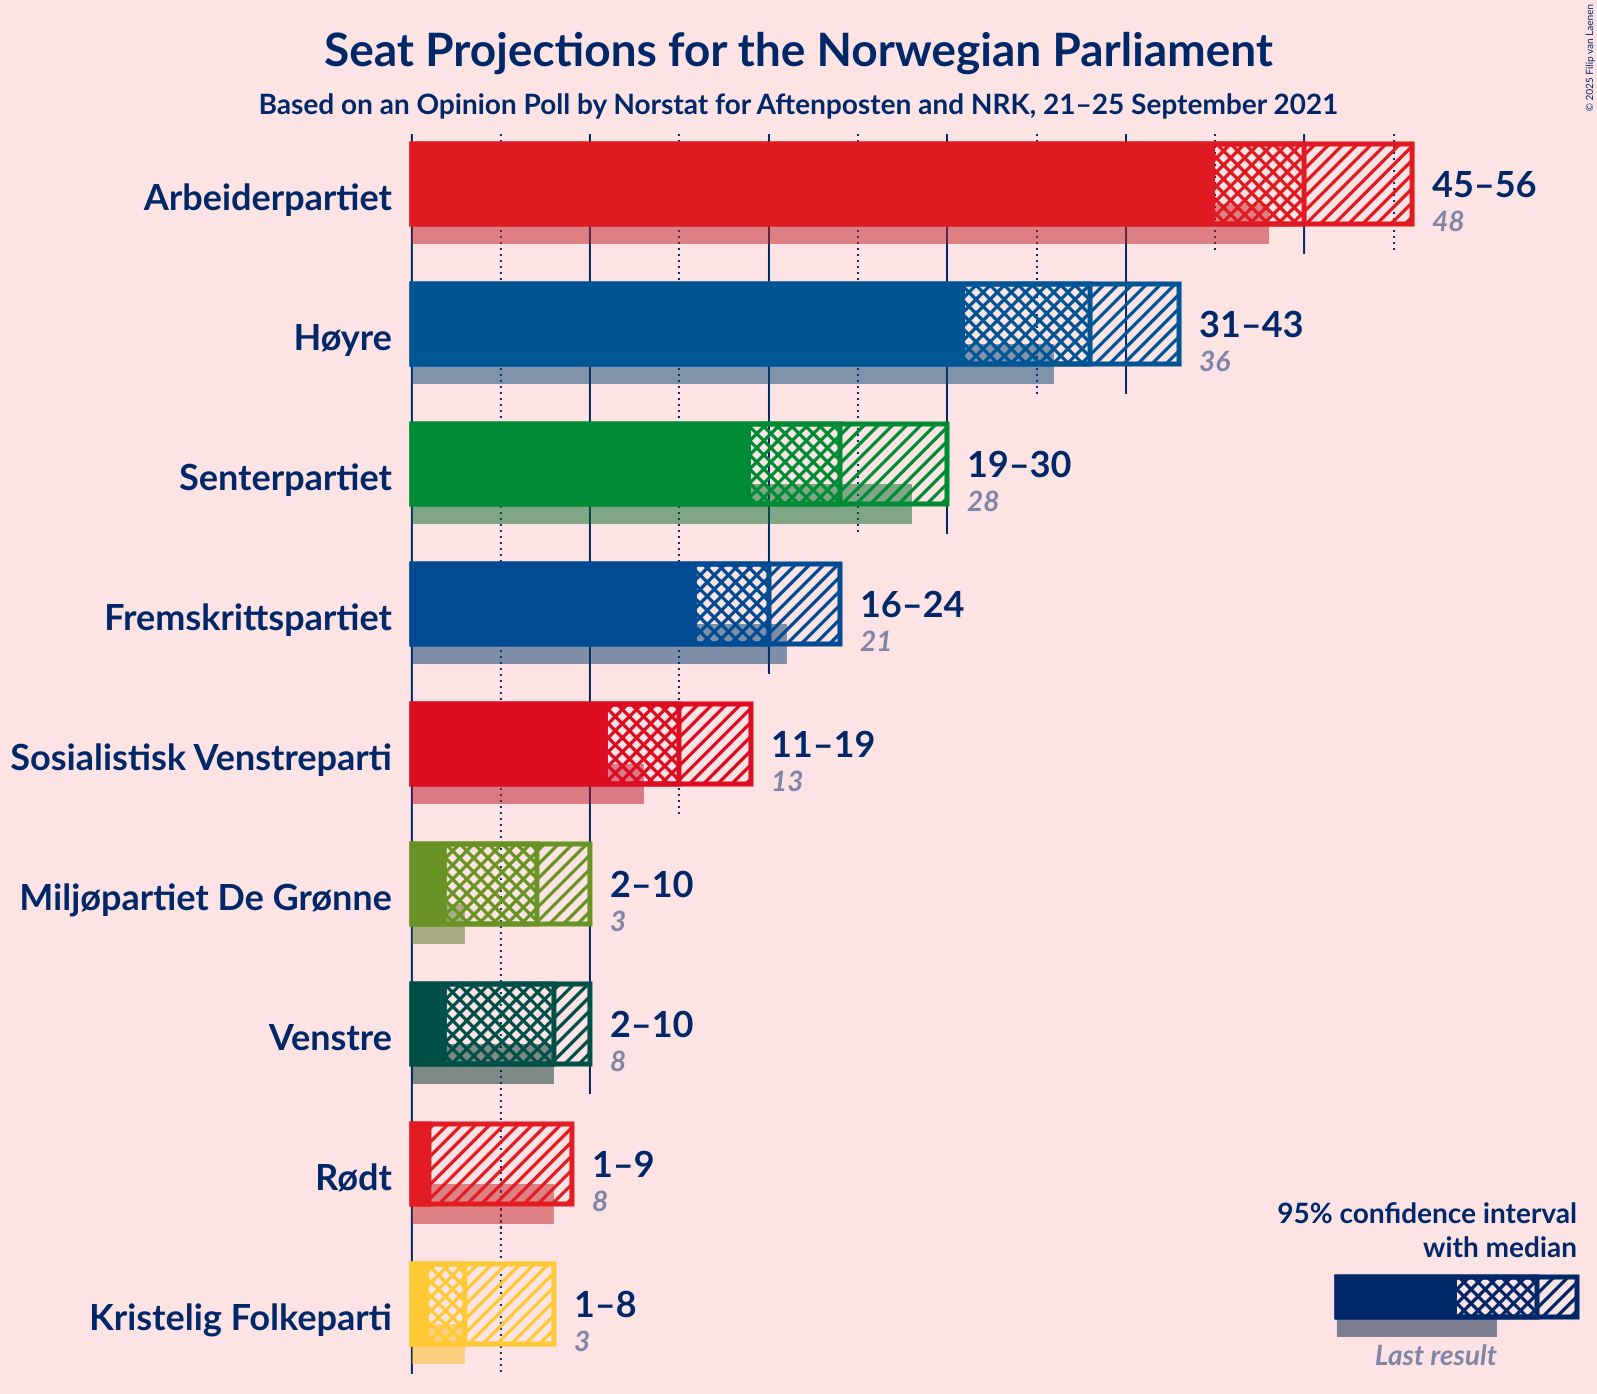 Seat Projections for the Norwegian Parliament
Based on an Opinion Poll by Norstat for Aftenposten and NRK, 21–25 September 2021
© 2025 Filip van Laenen
Arbeiderpartiet
45–56
48
Høyre
31–43
36
Senterpartiet
19–30
28
Fremskrittspartiet
16–24
21
Sosialistisk Venstreparti
11–19
13
Miljøpartiet De Grønne
2–10
3
Venstre
2–10
8
Rødt
1–9
8
Kristelig Folkeparti
1–8
3
95% confidence interval
with median
Last result